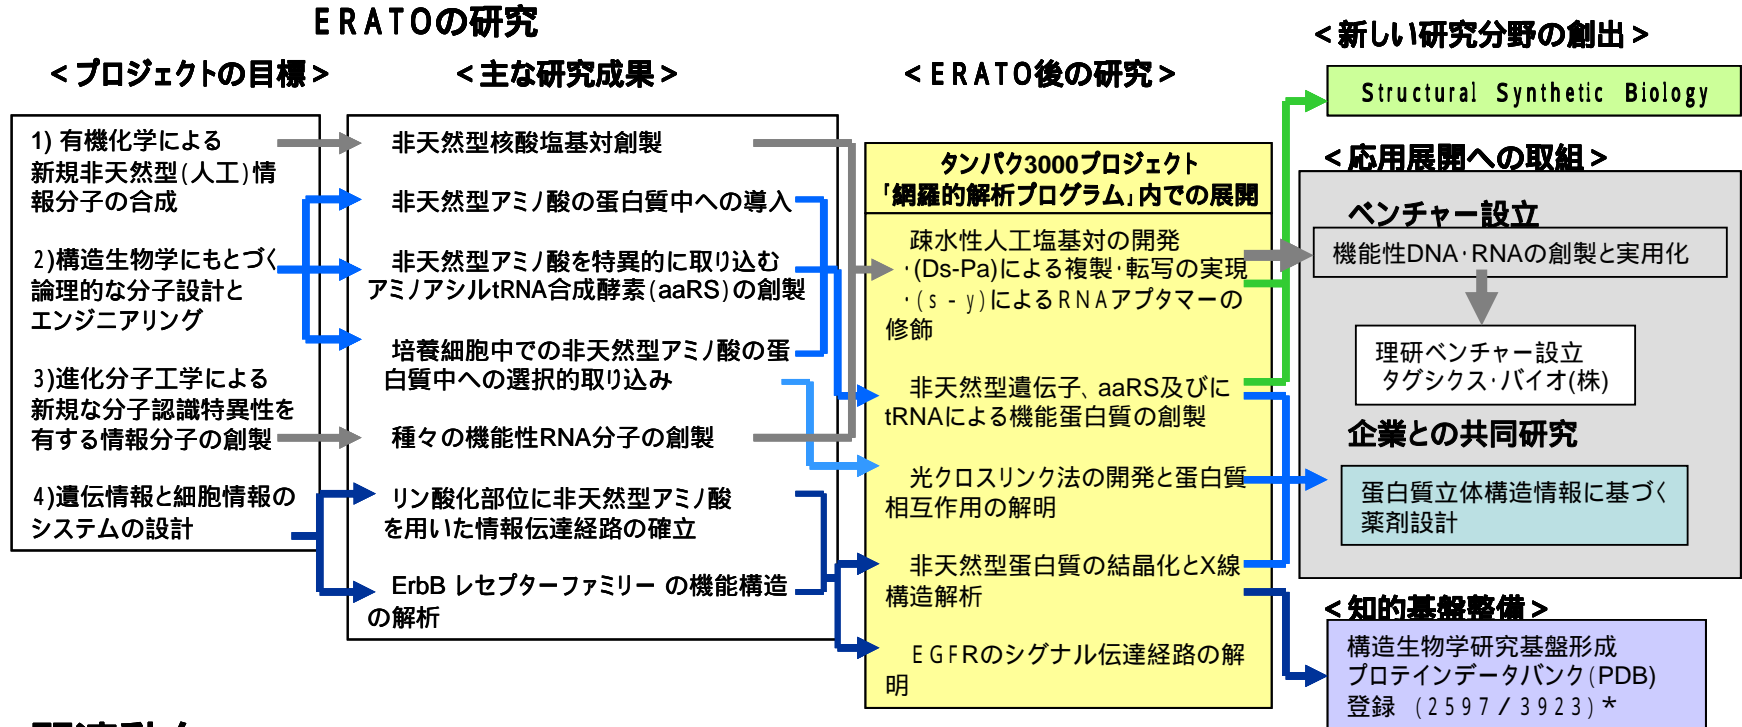 ERATOの研究
<プロジェクトの目標>
1) 有機化学による
新規非天然型(人工)情
報分子の合成
2)構造生物学にもとづく
論理的な分子設計と
エンジニアリング
3)進化分子工学による
新規な分子認識特異性を
有する情報分子の創製
4)遺伝情報と細胞情報の
システムの設計
<主な研究成果>
非天然型核酸塩基対創製
非天然型アミノ酸の蛋白質中への導入
非天然型アミノ酸を特異的に取り込む
アミノアシルtRNA合成酵素(aaRS)の創製
培養細胞中での非天然型アミノ酸の蛋
白質中への選択的取り込み
種々の機能性RNA分子の創製
リン酸化部位に非天然型アミノ酸
を用いた情報伝達経路の確立
ErbB レセプターファミリー の機能構造
の解析
<ERATO後の研究>
タンパク3000プロジェクト
「網羅的解析プログラム」内での展開
疎水性人工塩基対の開発
・(Ds-Pa)による複製・転写の実現
・(s - y)によるRNAアプタマーの
修飾
非天然型遺伝子、aaRS及びに
tRNAによる機能蛋白質の創製
光クロスリンク法の開発と蛋白質
相互作用の解明
非天然型蛋白質の結晶化とX線
構造解析
EGFRのシグナル伝達経路の解
明
<新しい研究分野の創出>
Structural Synthetic Biology
<応用展開への取組>
ベンチャー設立
機能性DNA・RNAの創製と実用化
理研ベンチャー設立
タグシクス・バイオ(株)
企業との共同研究
蛋白質立体構造情報に基づく
薬剤設計
<知的基盤整備>
構造生物学研究基盤形成
プロテインデータバンク(PDB)
登録 (2597/3923)*